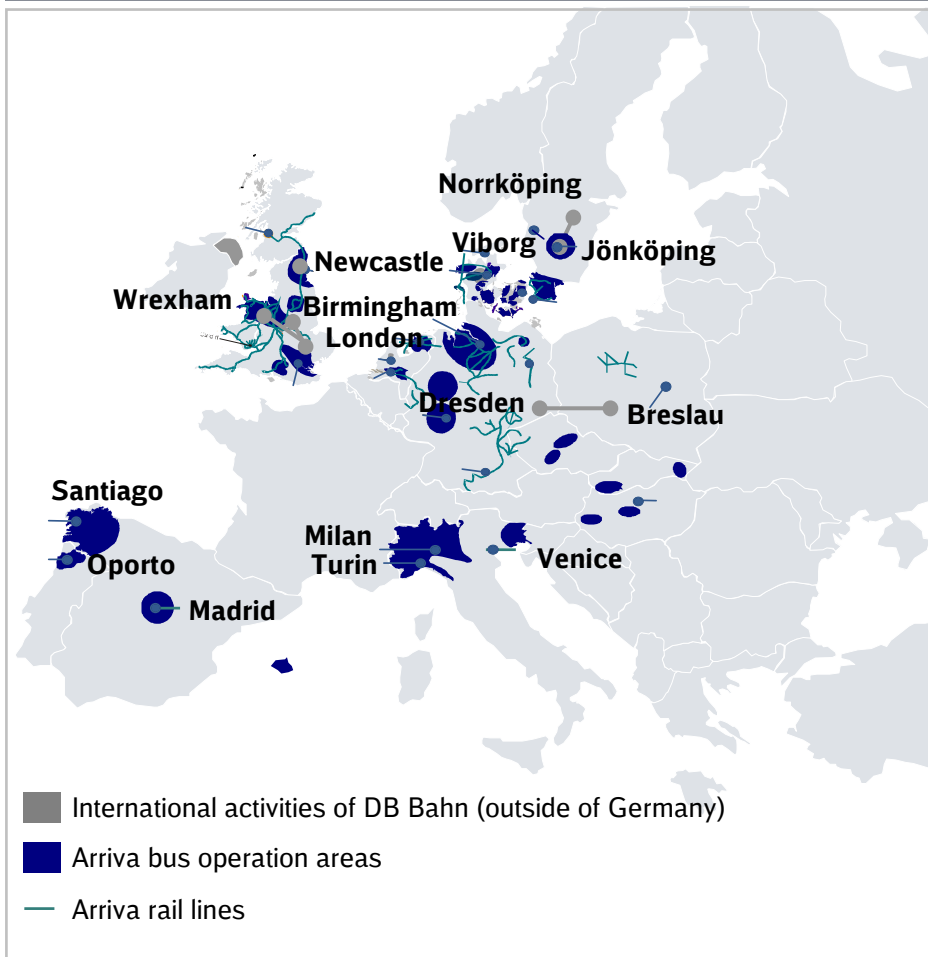 Norrköping
Viborg
Jönköping
Newcastle
Wrexham
Birmingham
London
Dresden
Breslau
Santiago
Milan
Oporto
Turin
Venice
Madrid
International activities of DB Bahn (outside of Germany)
Arriva bus operation areas
Arriva rail lines